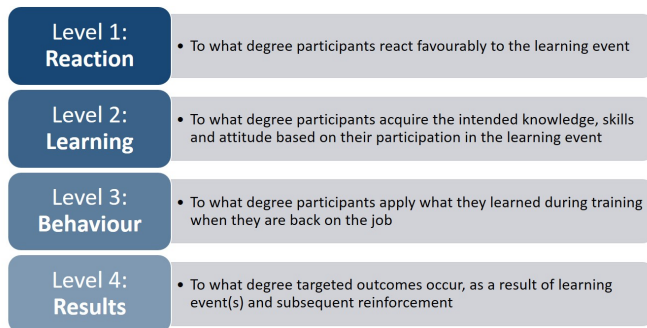 Level 1:
Reaction
• To what degree participants react favourably to the learning event
Level 2:
Learning
• To what degree participants acquire the intended knowledge, skills
and attitude based on their participation in the learning event
Level 3:
Behaviour
• To what degree participants apply what they learned during training
when they are back on the job
Level 4:
Results
• To what degree targeted outcomes occur, as a result of learning
event(s) and subsequent reinforcement